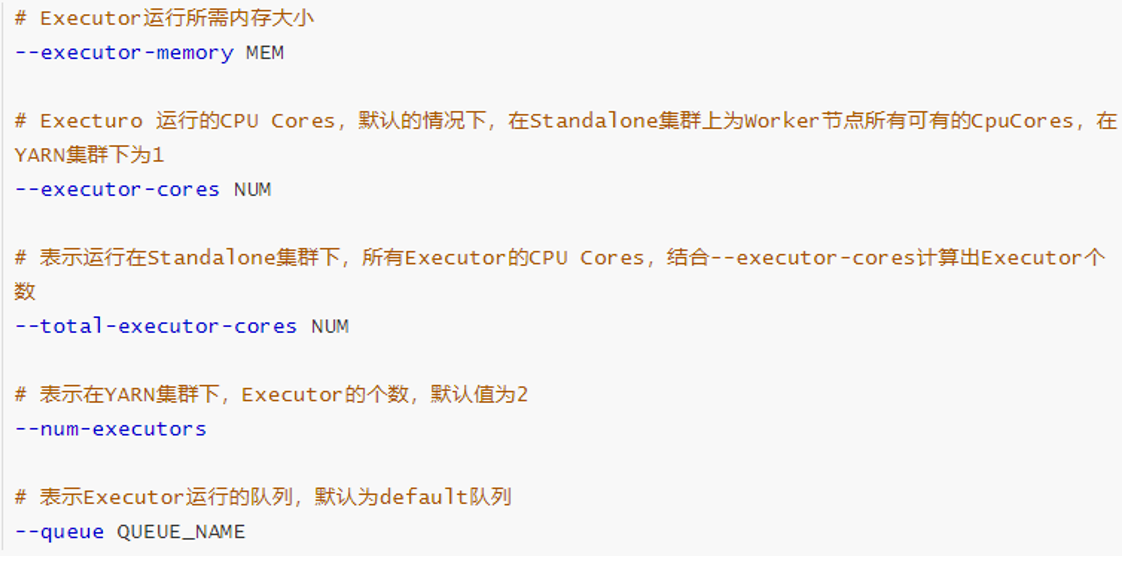 # Executor运行所需内存大小
--executor-memory MEM
# Executuro 运行的CPU Cores，默认的情况下，在Standalone集群上为Worker节点所有可有的CpuCores，在
YARN集群下为1
--executor-cores NUM
# 表示运行在Standalone集群下，所有Executor的CPU Cores，结合--executor-cores计算出Executor个
数
--total-executor-cores NUM
# 表示在YARN集群下，Executor的个数，默认值为2
--num-executors
# 表示Executor运行的队列，默认为default队列
--queue QUEUE_NAME